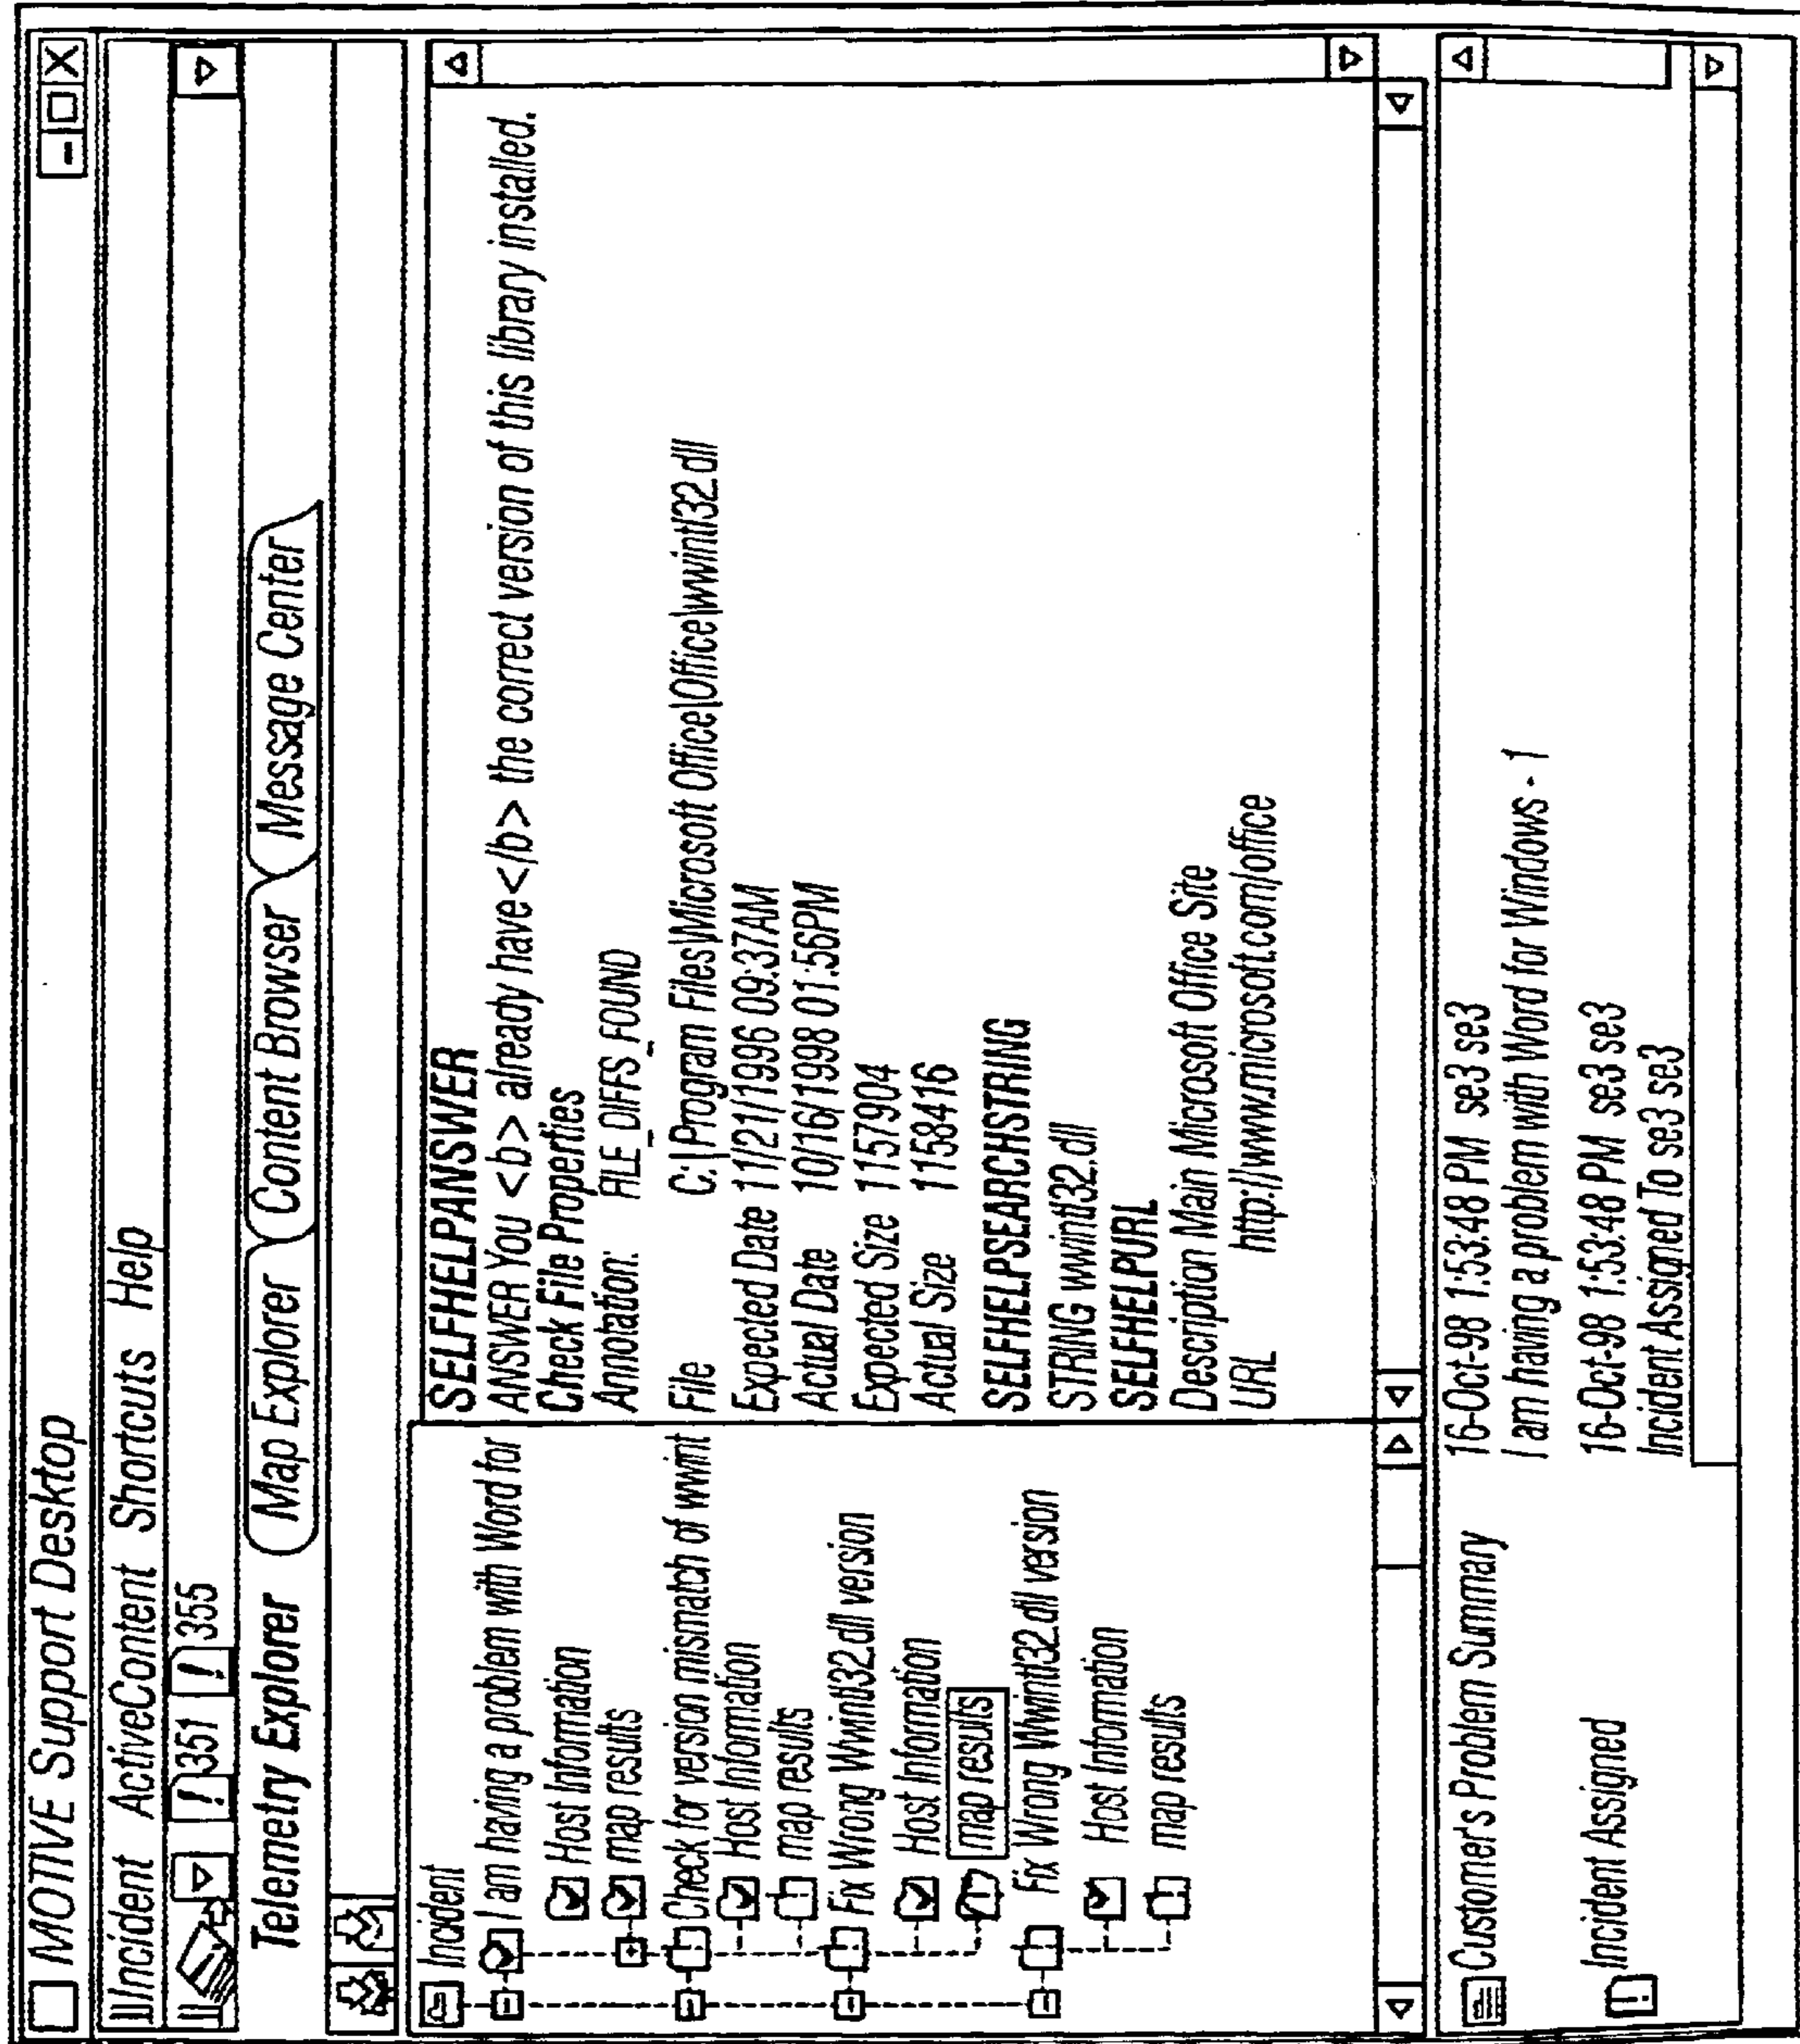 MOTIVE Support Desktop
Incident ActiveContent Shortcuts Help
! 351 ! 355
Telemetry Explorer Map Explorer Content Browser Message Center
Incident
I am having a problem with Word for
Host Information
map results
Check for version mismatch of wwint
Host Information
map results
Fix Wrong Wwintl32.dll version
Host Information
map results
Fix Wrong Wwintl32.dll version
Host Information
map results
SELFHELPANSWER
ANSWER You <b> already have</b> the correct version of this library installed.
Check File Properties
Annotation: FILE_DIFFS_FOUND
File C:\Program Files\Microsoft Office\Office\wwintl32.dll
Expected Date 11/21/1996 09:37AM
Actual Date 10/16/1998 01:56PM
Expected Size 1157904
Actual Size 1158416
SELFHELPSEARCHSTRING
STRING wwintl32.dll
SELFHELPURL
Description Main Microsoft Office Site
URL http://www.microsoft.com/office
Customer's Problem Summary 16-Oct-98 1:53:48 PM se3 se3
I am having a problem with Word for Windows - 1
Incident Assigned 16-Oct-98 1:53:48 PM se3 se3
Incident Assigned To se3 se3